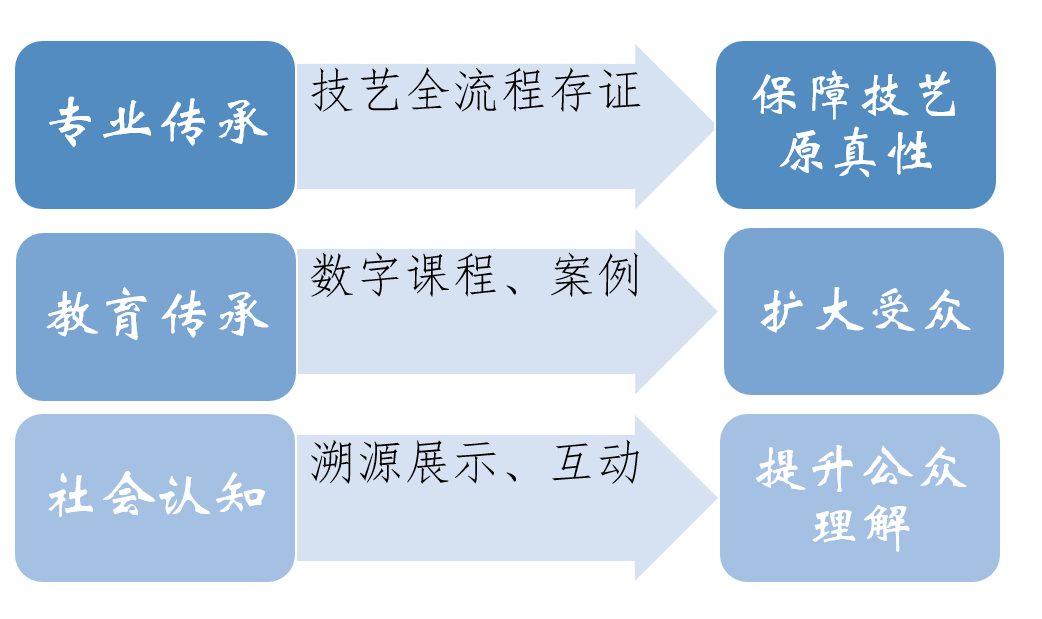 专业传承
技艺全流程存证
保障技艺
原真性
教育传承
数字课程、案例
扩大受众
社会认知
溯源展示、互动
提升公众
理解